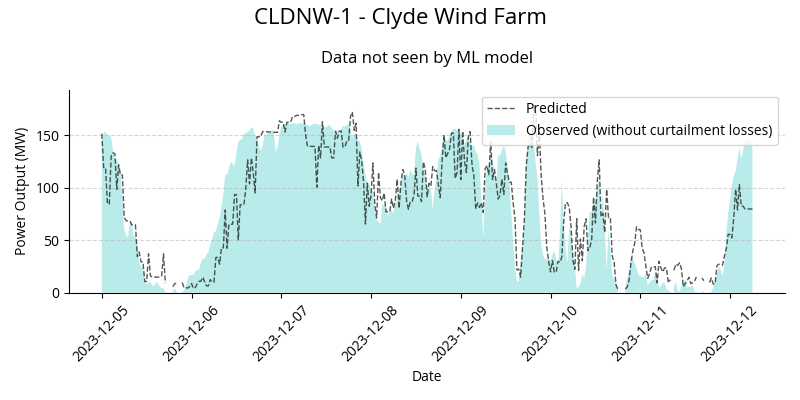 CLDNW-1 - Clyde Wind Farm
Data not seen by ML model
Predicted
Observed (without curtailment losses)
Power Output (MW)
150
100
50
0
2023-12-05
2023-12-06
2023-12-07
2023-12-08
2023-12-09
2023-12-10
2023-12-11
2023-12-12
Date